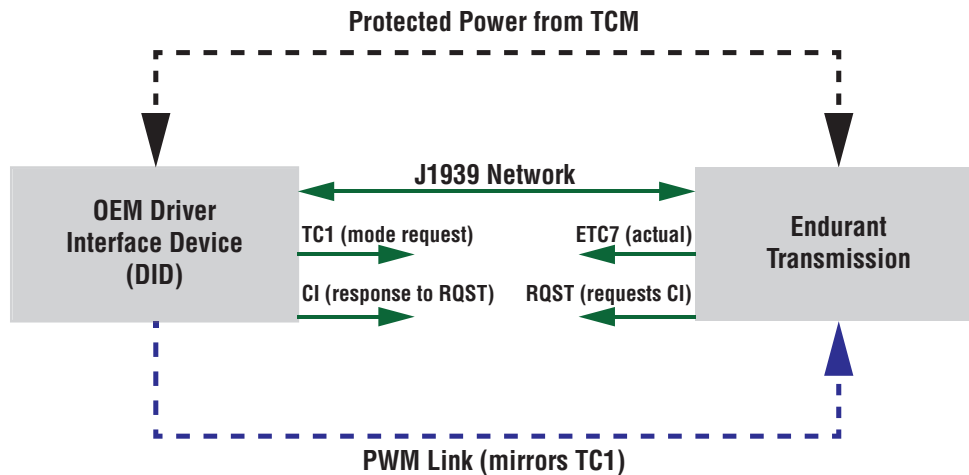 Protected Power from TCM
J1939 Network
OEM Driver
Interface Device
(DID)
TC1 (mode request)
CI (response to RQST)
ETC7 (actual)
RQST (requests CI)
Endurant
Transmission
PWM Link (mirrors TC1)